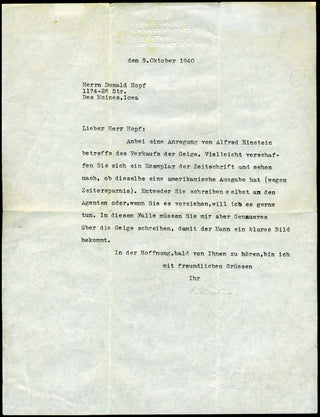 den 9.Oktober 1940
Herrn Donald Hopf
1174-26 Str.
Des Moines,Iowa
Lieber Herr Hopf:
Anbei eine Anregung von Alfred Einstein
betreffs des Verkaufs der Geige. Vielleicht verschaf-
fen Sie sich ein Exemplar der Zeitschrift und sehen
nach, ob dieselbe eine amerikanische Ausgabe hat (wegen
Zeitersparnis). Entweder Sie schreiben selbst am den
Agenten oder,wenn Sie es vorziehen,will ich es gerne
tun. In diesem Falle müssen Sie mir aber Genaueres
über die Geige schreiben, damit der Mann ein klares Bild
bekommt.
In der Hoffnung,bald von Ihnen zu hören,bin ich
mit freundlichen Grüssen
Ihr